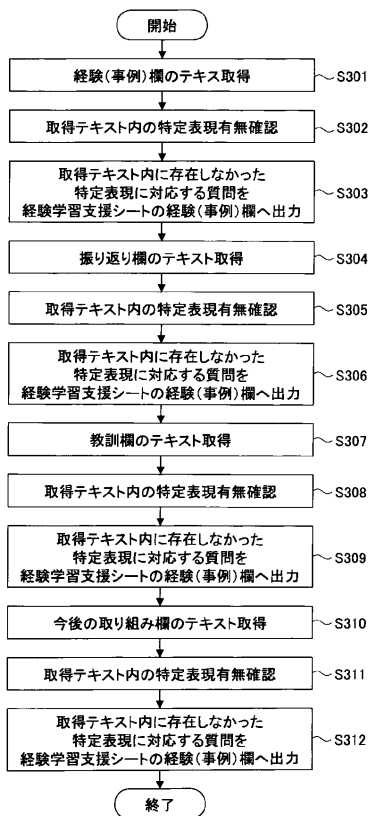 開始
経験(事例)欄のテキス取得
S301
取得テキスト内の特定表現有無確認
S302
取得テキスト内に存在しなかった
特定表現に対応する質問を
経験学習支援シートの経験(事例)欄へ出力
S303
振り返り欄のテキスト取得
S304
取得テキスト内の特定表現有無確認
S305
取得テキスト内に存在しなかった
特定表現に対応する質問を
経験学習支援シートの経験(事例)欄へ出力
S306
教訓欄のテキスト取得
S307
取得テキスト内の特定表現有無確認
S308
取得テキスト内に存在しなかった
特定表現に対応する質問を
経験学習支援シートの経験(事例)欄へ出力
S309
今後の取り組み欄のテキスト取得
S310
取得テキスト内の特定表現有無確認
S311
取得テキスト内に存在しなかった
特定表現に対応する質問を
経験学習支援シートの経験(事例)欄へ出力
S312
終了